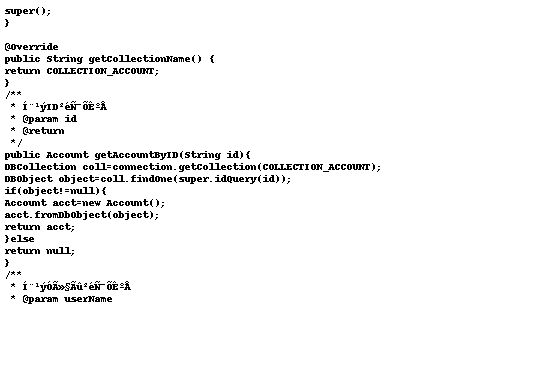 super();
}
@Override
public String getCollectionName() {
return COLLECTION_ACCOUNT;
}
/**
* Í¨¹ýID²éÑ¯ÕÊºÅ
* @param id
* @return
*/
public Account getAccountByID(String id){
DBCollection coll=connection.getCollection(COLLECTION_ACCOUNT);
DBObject object=coll.findOne(super.idQuery(id));
if(object!=null){
Account acct=new Account();
acct.fromDbObject(object);
return acct;
}else
return null;
}
/**
* Í¨¹ýÓÃ»§Ãû²éÑ¯ÕÊºÅ
* @param userName